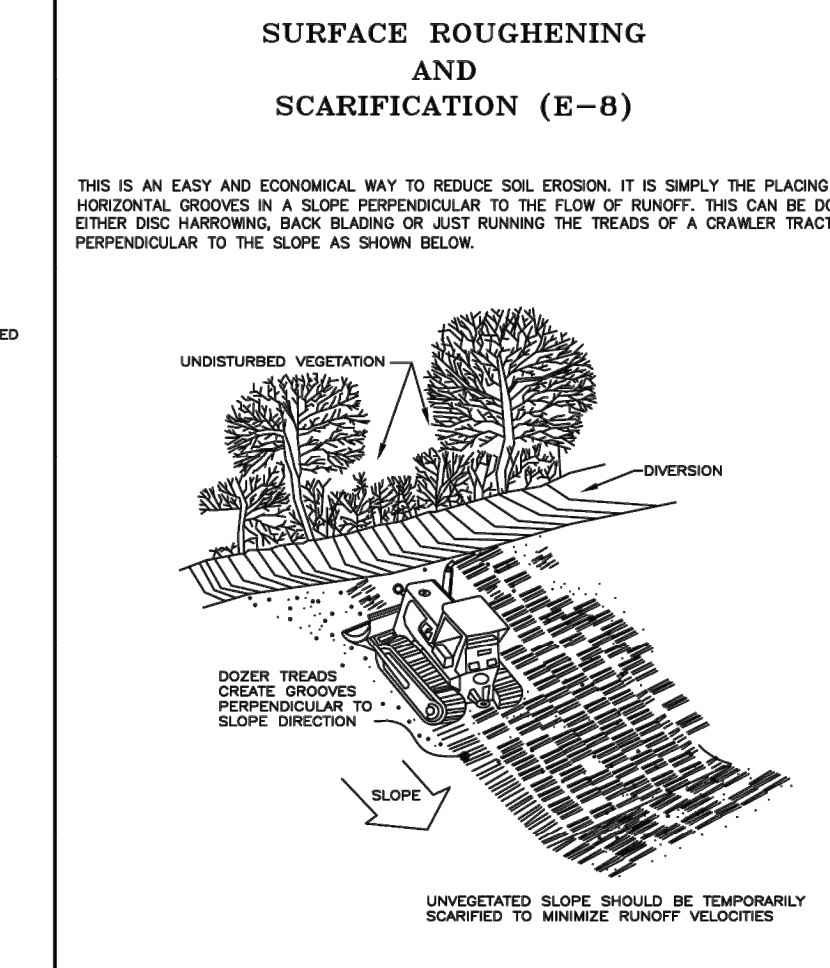 SURFACE ROUGHENING
AND
SCARIFICATION (E-8)
THIS IS AN EASY AND ECONOMICAL WAY TO REDUCE SOIL EROSION. IT IS SIMPLY THE PLACING
HORIZONTAL GROOVES IN A SLOPE PERPENDICULAR TO THE FLOW OF RUNOFF. THIS CAN BE
EITHER DISC HARROWING, BACK BLADING OR JUST RUNNING THE TREADS OF A CRAWLER
PERPENDICULAR TO THE SLOPE AS SHOWN BELOW.
ED
UNDISTURBED VEGETATION
DIVERSION
DOZER TREADS
CREATE GROOVES
PERPENDICULAR TO
SLOPE DIRECTION
SLOPE
UNVEGETATED SLOPE SHOULD BE TEMPORARILY
SCARIFIED TO MINIMIZE RUNOFF VELOCITIES